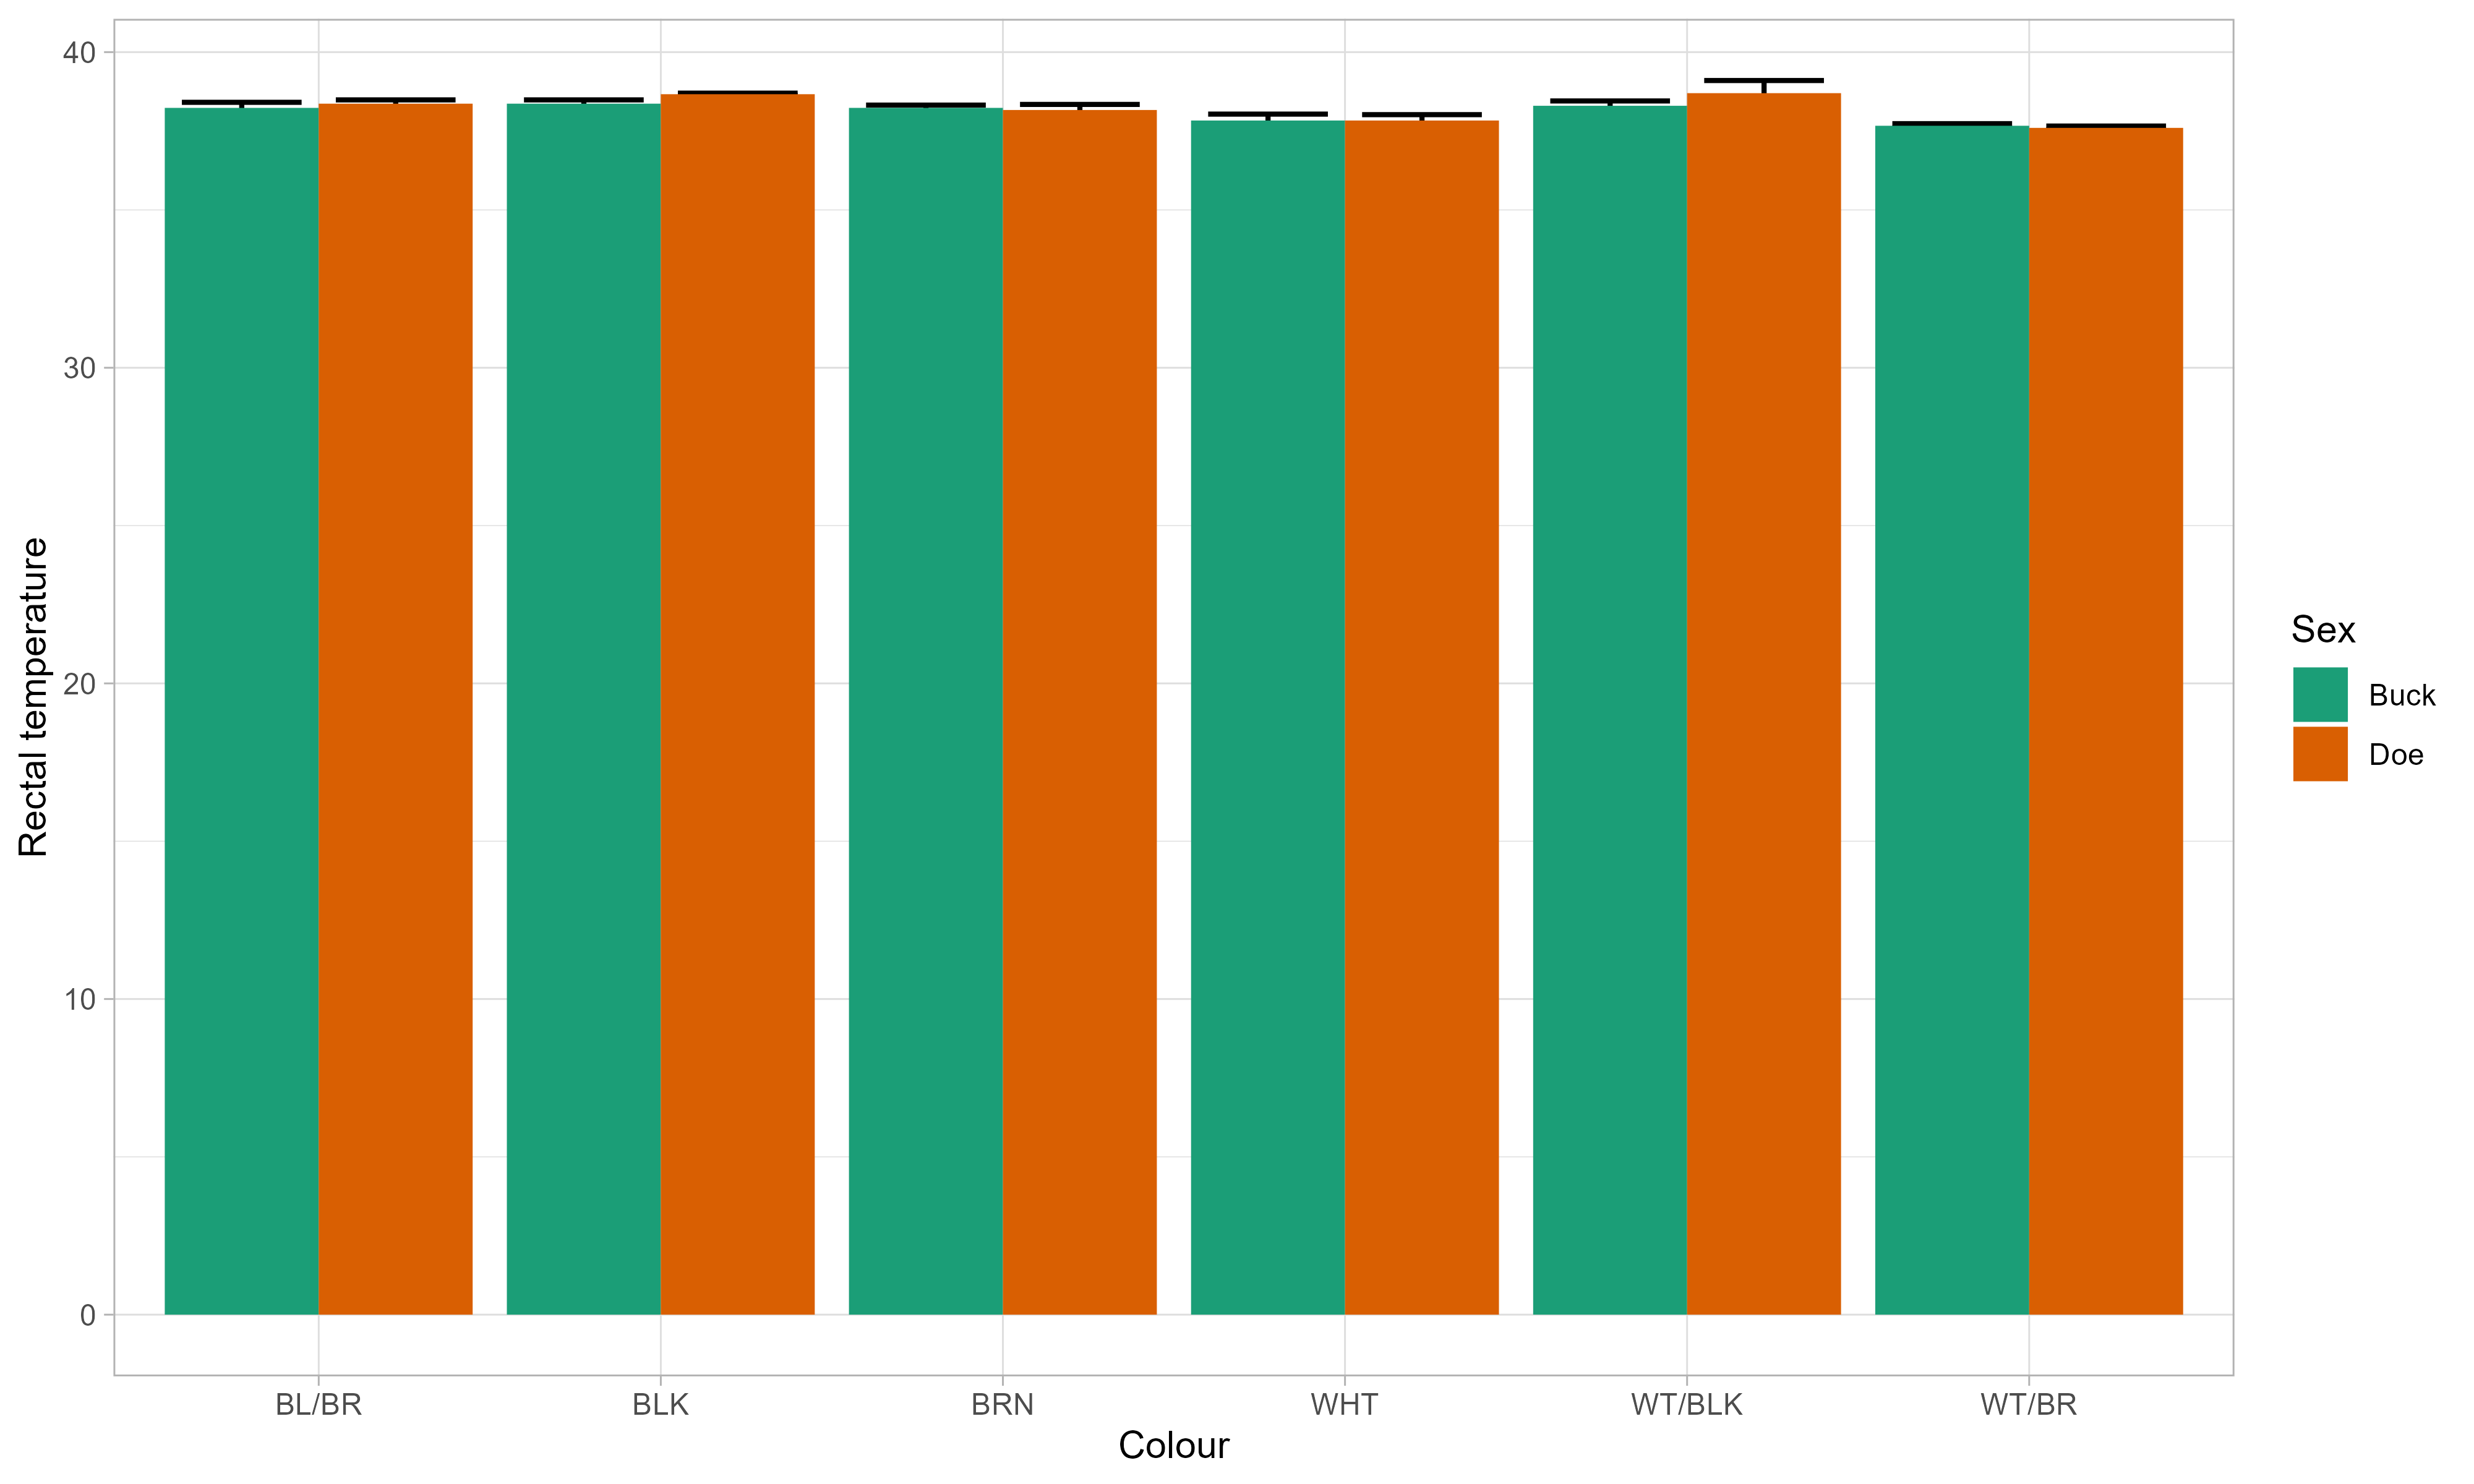 40
30
20
10
0
Rectal temperature
BL/BR
BLK
BRN
WHT
WT/BLK
WT/BR
Colour
Sex
Buck
Doe